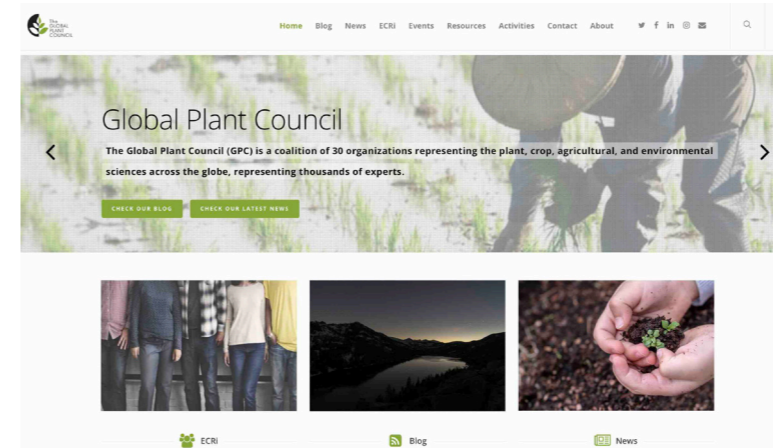 The
GLOBAL
PLANT
COUNCIL
Home Blog News ECRi Events Resources Activities Contact About
Global Plant Council
The Global Plant Council (GPC) is a coalition of 30 organizations representing the plant, crop, agricultural, and environmental
sciences across the globe, representing thousands of experts.
CHECK OUR BLOG CHECK OUR LATEST NEWS
ECRi Blog News